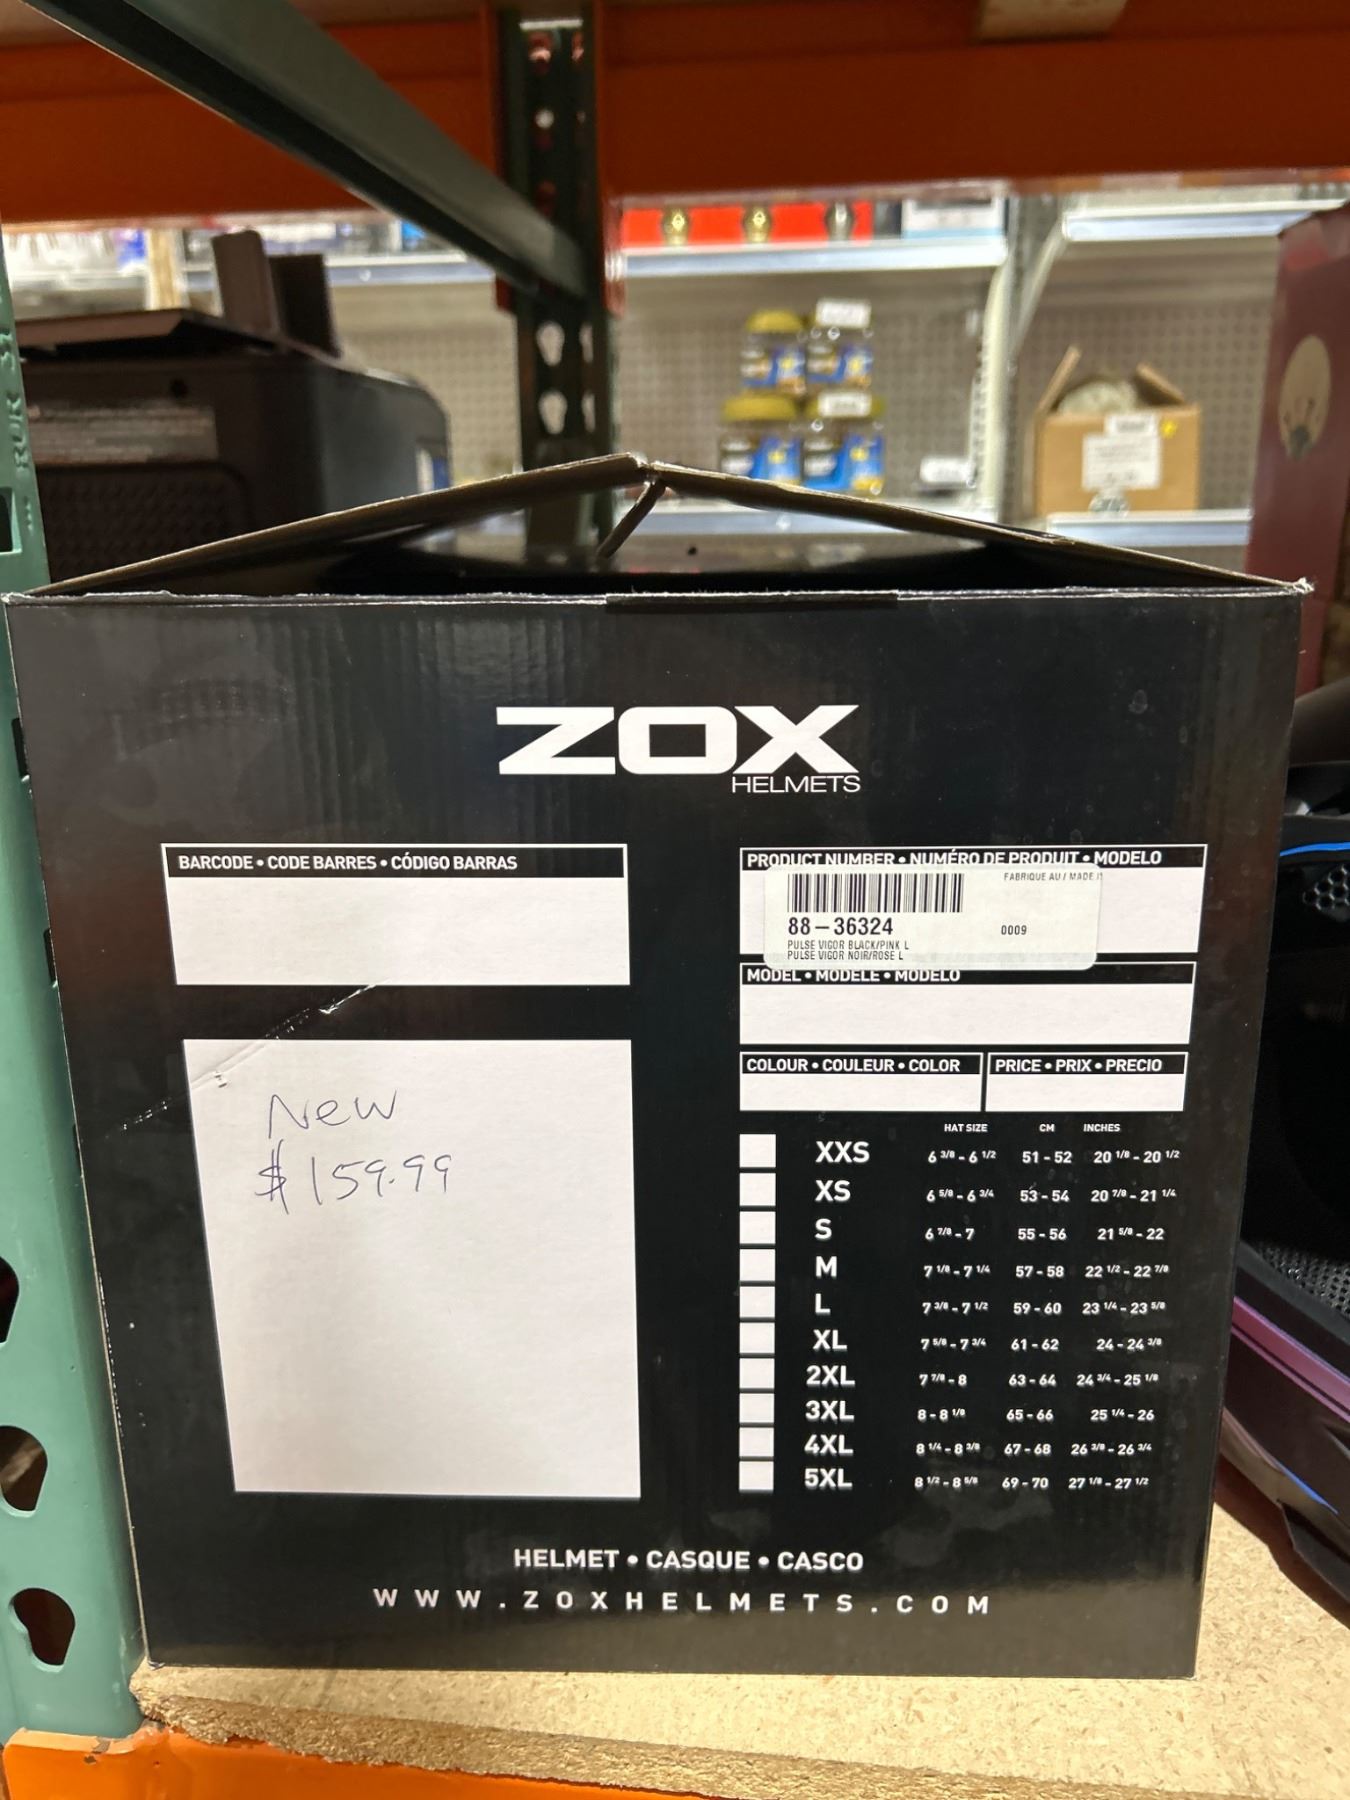 ZOX
HELMETS
BARCODE • CODE BARRES • CÓDIGO BARRAS
PRODUCT NUMBER • NUMÉRO DE PRODUIT • MODELO
FABRIQUE AU / MADE
88-36324
0009
PULSE VIGOR BLACK/PINK L
PULSE VIGOR NOIR/ROSE L
MODEL • MODÈLE • MODELO
COLOUR • COULEUR • COLOR
PRICE • PRIX • PRECIO
New
$159.99
HAT SIZE CM INCHES
XXS 6 3/8 - 6 1/2 51 - 52 20 1/8 - 20 1/2
XS 6 5/8 - 6 3/4 53 - 54 20 7/8 - 21 1/4
S 6 7/8 - 7 55 - 56 21 5/8 - 22
M 7 1/8 - 7 1/4 57 - 58 22 1/2 - 22 7/8
L 7 3/8 - 7 1/2 59 - 60 23 1/4 - 23 5/8
XL 7 5/8 - 7 3/4 61 - 62 24 - 24 3/8
2XL 7 7/8 - 8 63 - 64 24 3/4 - 25 1/8
3XL 8 - 8 1/8 65 - 66 25 1/4 - 26
4XL 8 1/4 - 8 3/8 67 - 68 26 3/8 - 26 3/4
5XL 8 1/2 - 8 5/8 69 - 70 27 1/8 - 27 1/2
HELMET • CASQUE • CASCO
WWW.ZOXHELMETS.COM